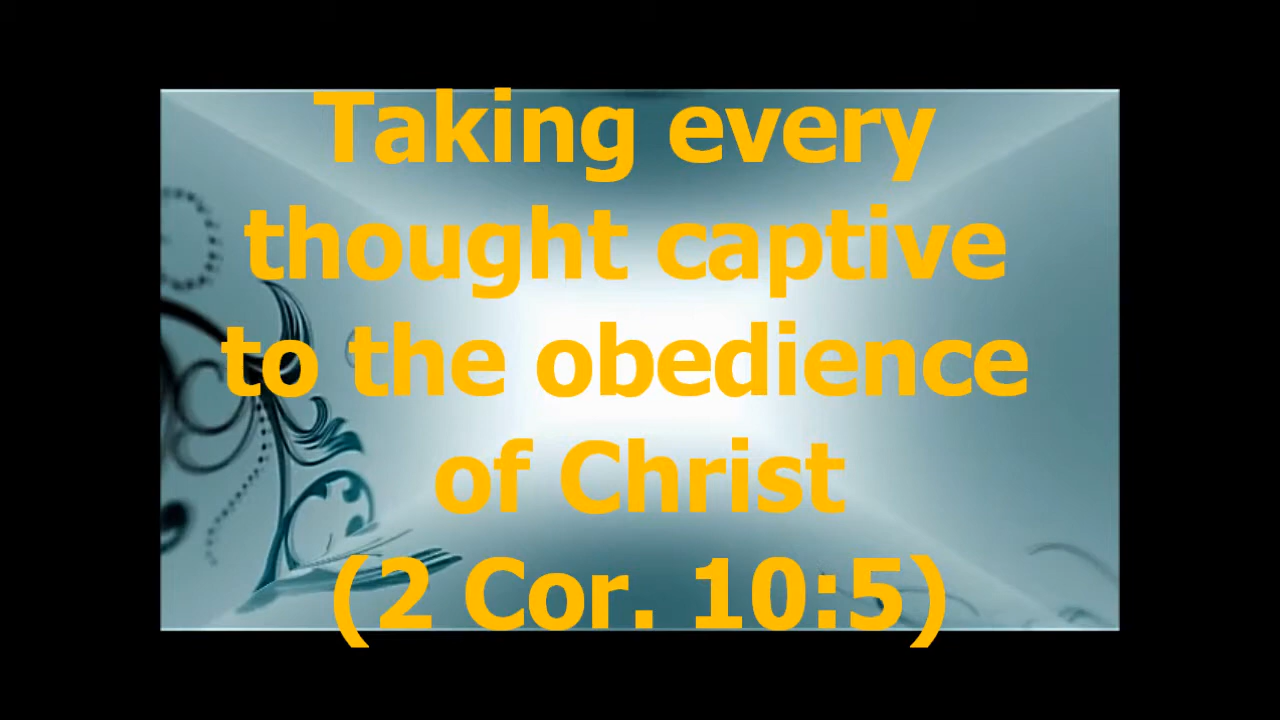 Taking every
thought captive
to the obedience
of Christ
(2 Cor. 10:5)